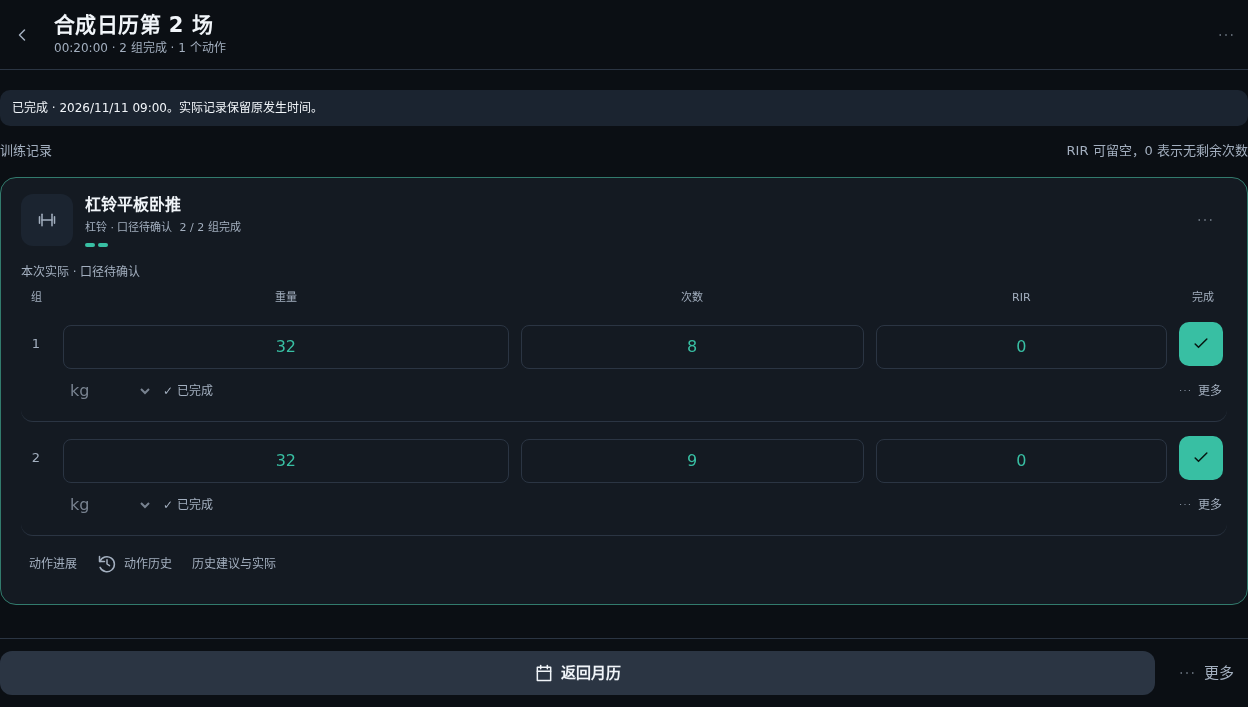 合成日历第 2 场
00:20:00 · 2 组完成 · 1 个动作
···
已完成 · 2026/11/11 09:00。实际记录保留原发生时间。
训练记录
RIR 可留空，0 表示无剩余次数
杠铃平板卧推
杠铃 · 口径待确认 2 / 2 组完成
···
本次实际 · 口径待确认
组 重量 次数 RIR 完成
1 32 8 0 ✓
kg ✓ 已完成 ··· 更多
2 32 9 0 ✓
kg ✓ 已完成 ··· 更多
动作进展 动作历史 历史建议与实际
返回月历 ··· 更多